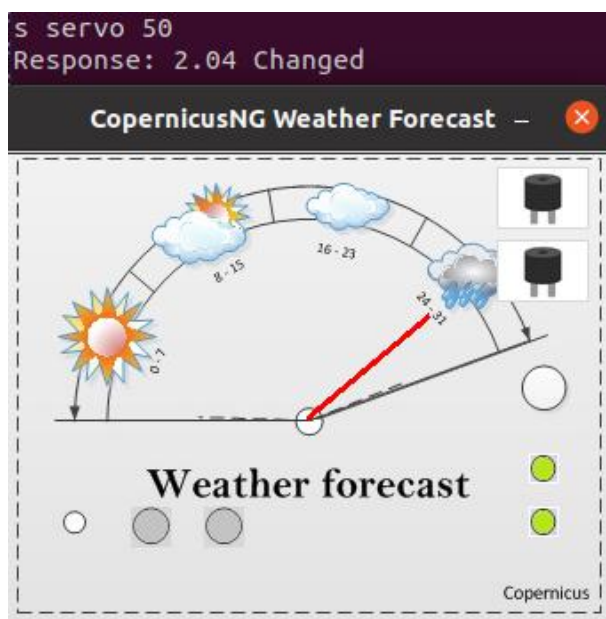 s servo 50
Response: 2.04 Changed
CopernicusNG Weather Forecast
0 - 7
8 - 15
16 - 23
24 - 31
Weather forecast
Copernicus